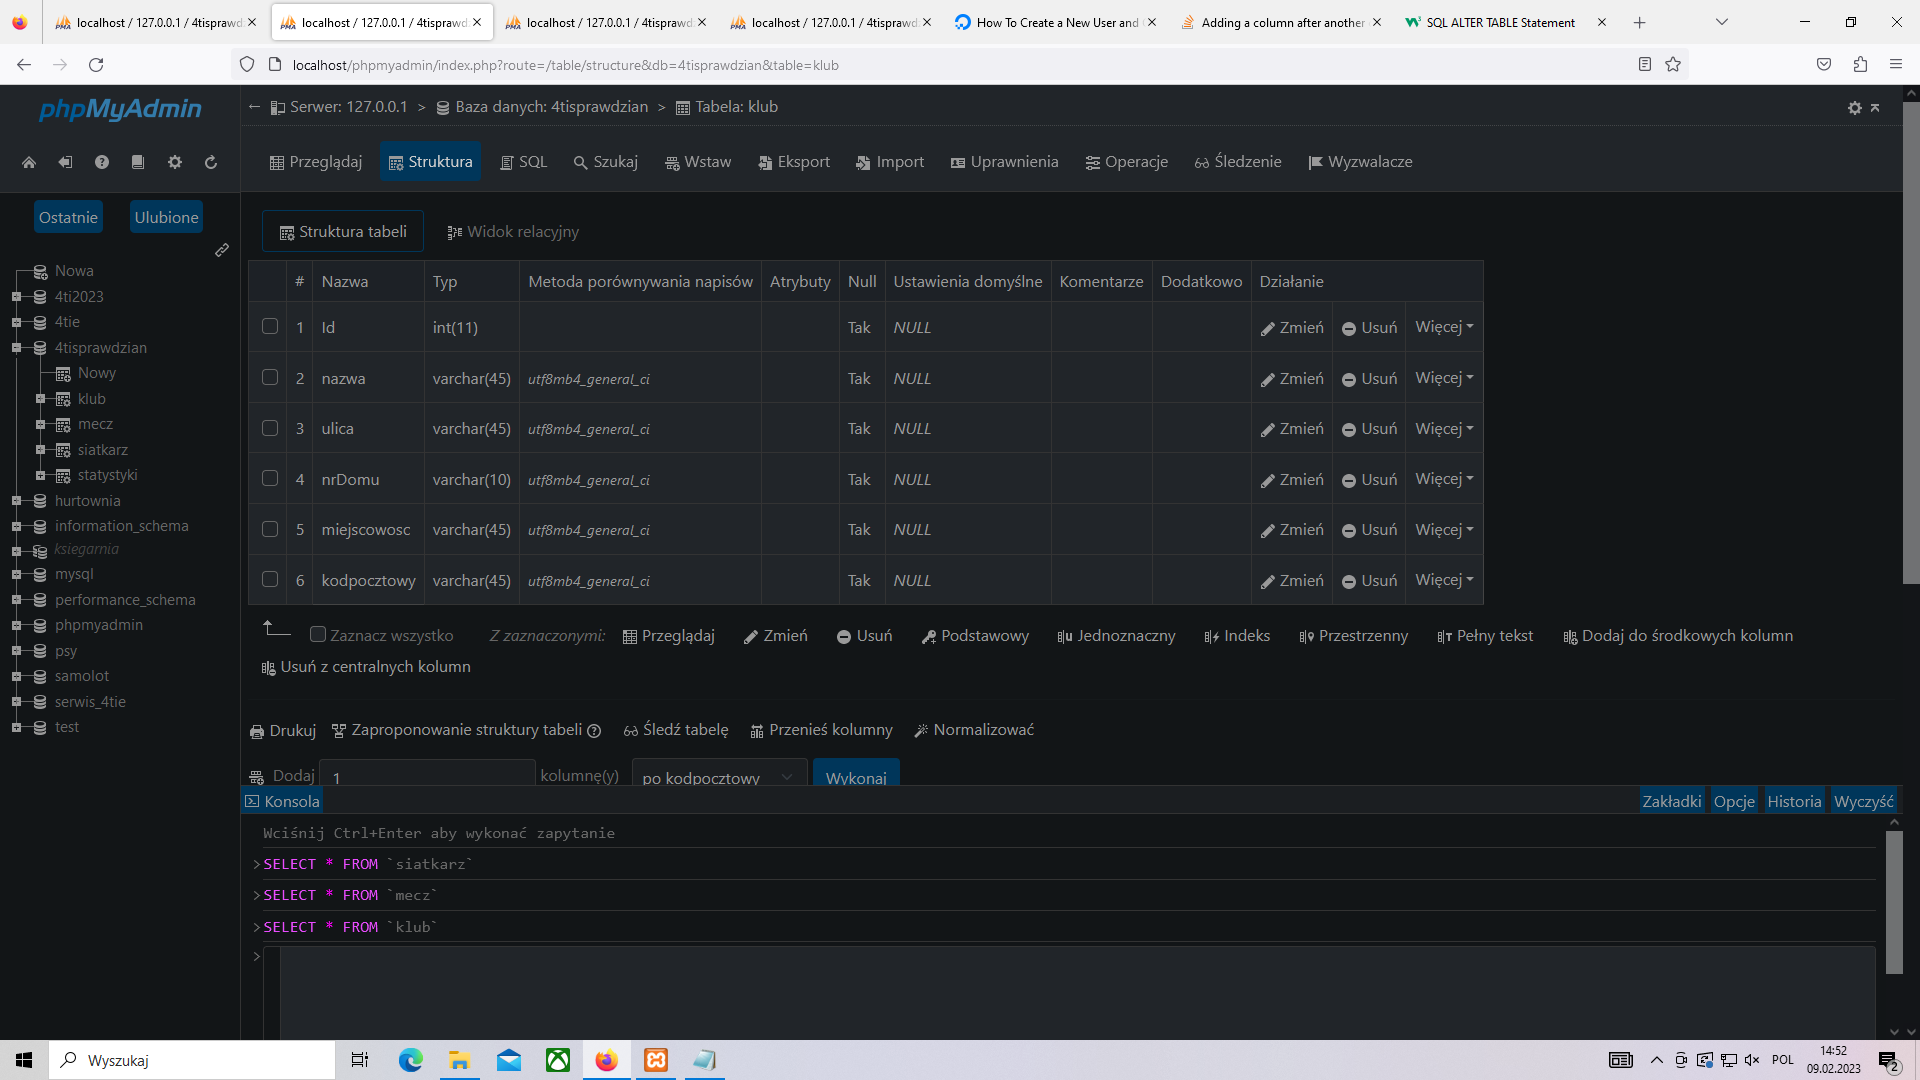 localhost / 127.0.0.1 / 4tisprawdz
localhost / 127.0.0.1 / 4tisprawdz
localhost / 127.0.0.1 / 4tisprawdz
localhost / 127.0.0.1 / 4tisprawdz
How To Create a New User and
Adding a column after another
SQL ALTER TABLE Statement
localhost/phpmyadmin/index.php?route=/table/structure&db=4tisprawdzian&table=klub
phpMyAdmin
Ostatnie Ulubione
Nowa
4ti2023
4tie
4tisprawdzian
Nowy
klub
mecz
siatkarz
statystyki
hurtownia
information_schema
ksiegarnia
mysql
performance_schema
phpmyadmin
psy
samolot
serwis_4tie
test
Serwer: 127.0.0.1 > Baza danych: 4tisprawdzian > Tabela: klub
Przeglądaj Struktura SQL Szukaj Wstaw Eksport Import Uprawnienia Operacje Śledzenie Wyzwalacze
Struktura tabeli Widok relacyjny
# Nazwa Typ Metoda porównywania napisów Atrybuty Null Ustawienia domyślne Komentarze Dodatkowo Działanie
1 Id int(11) Tak NULL Zmień Usuń Więcej
2 nazwa varchar(45) utf8mb4_general_ci Tak NULL Zmień Usuń Więcej
3 ulica varchar(45) utf8mb4_general_ci Tak NULL Zmień Usuń Więcej
4 nrDomu varchar(10) utf8mb4_general_ci Tak NULL Zmień Usuń Więcej
5 miejscowosc varchar(45) utf8mb4_general_ci Tak NULL Zmień Usuń Więcej
6 kodpocztowy varchar(45) utf8mb4_general_ci Tak NULL Zmień Usuń Więcej
Zaznacz wszystko Z zaznaczonymi: Przeglądaj Zmień Usuń Podstawowy Jednoznaczny Indeks Przestrzenny Pełny tekst Dodaj do środkowych kolumn
Usuń z centralnych kolumn
Drukuj Zaproponowanie struktury tabeli Śledź tabelę Przenieś kolumny Normalizować
Dodaj 1 kolumnę(y) po kodpocztowy Wykonaj
Konsola Zakładki Opcje Historia Wyczyść
Wciśnij Ctrl+Enter aby wykonać zapytanie
>SELECT * FROM `siatkarz`
>SELECT * FROM `mecz`
>SELECT * FROM `klub`
>
Wyszukaj
POL
14:52
09.02.2023
2